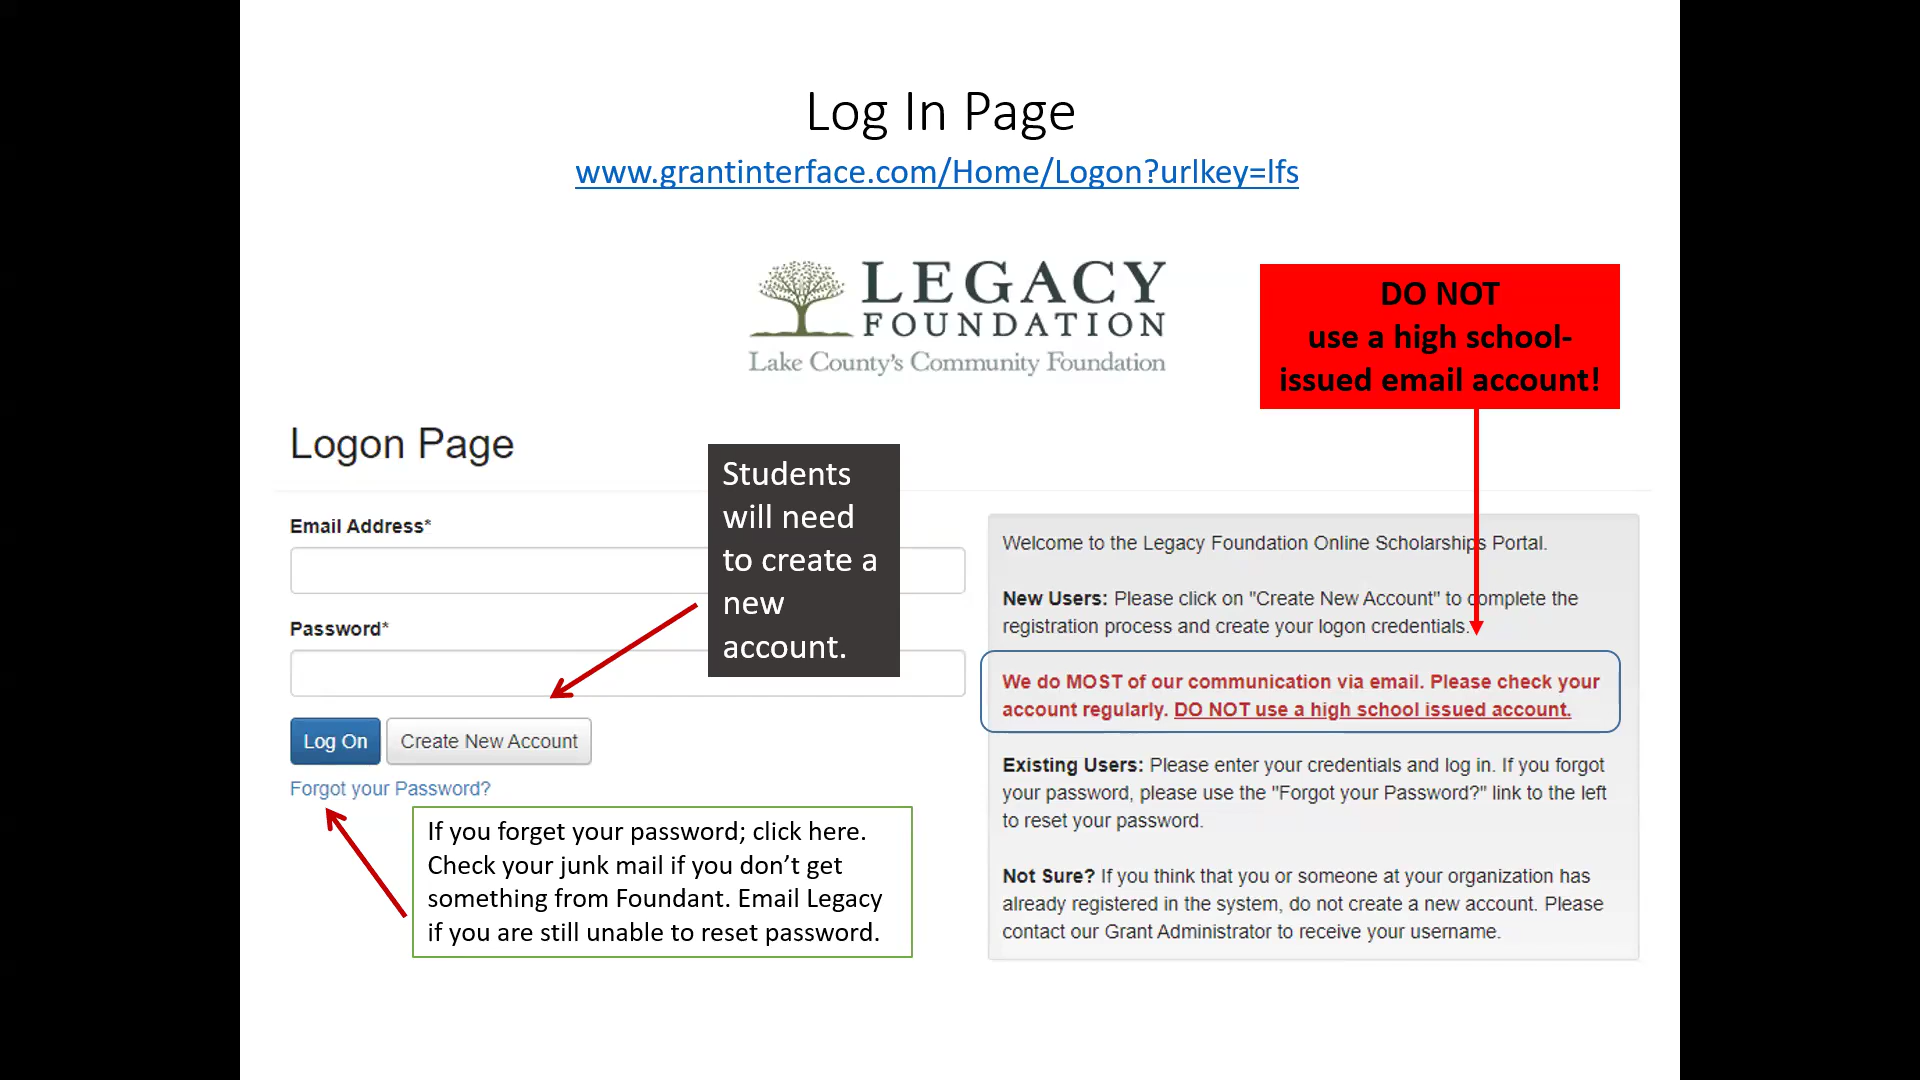 Log In Page
www.grantinterface.com/Home/Logon?urlkey=lfs
LEGACY
FOUNDATION
Lake County's Community Foundation
DO NOT
use a high school-
issued email account!
Logon Page
Students
will need
to create a
new
account.
Email Address*
Password*
Log On
Create New Account
Forgot your Password?
If you forget your password; click here.
Check your junk mail if you don’t get
something from Foundant. Email Legacy
if you are still unable to reset password.
Welcome to the Legacy Foundation Online Scholarships Portal.
New Users: Please click on "Create New Account" to complete the
registration process and create your logon credentials.
We do MOST of our communication via email. Please check your
account regularly. DO NOT use a high school issued account.
Existing Users: Please enter your credentials and log in. If you forgot
your password, please use the "Forgot your Password?" link to the left
to reset your password.
Not Sure? If you think that you or someone at your organization has
already registered in the system, do not create a new account. Please
contact our Grant Administrator to receive your username.